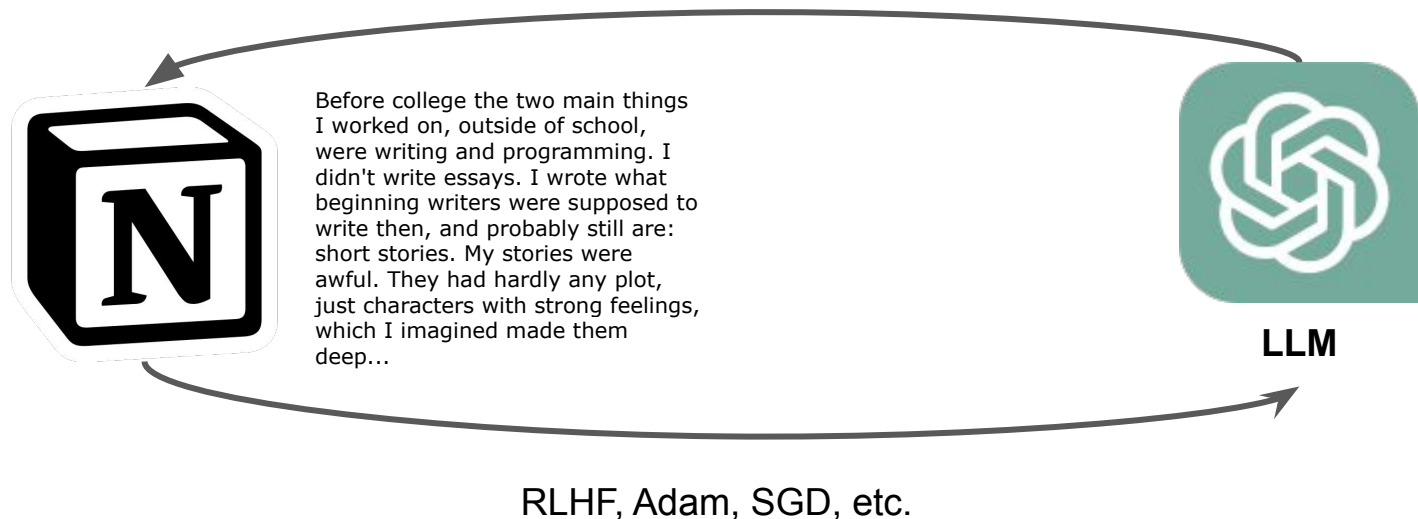 N
Before college the two main things
I worked on, outside of school,
were writing and programming. I
didn't write essays. I wrote what
beginning writers were supposed to
write then, and probably still are:
short stories. My stories were
awful. They had hardly any plot,
just characters with strong feelings,
which I imagined made them
deep...
LLM
RLHF, Adam, SGD, etc.